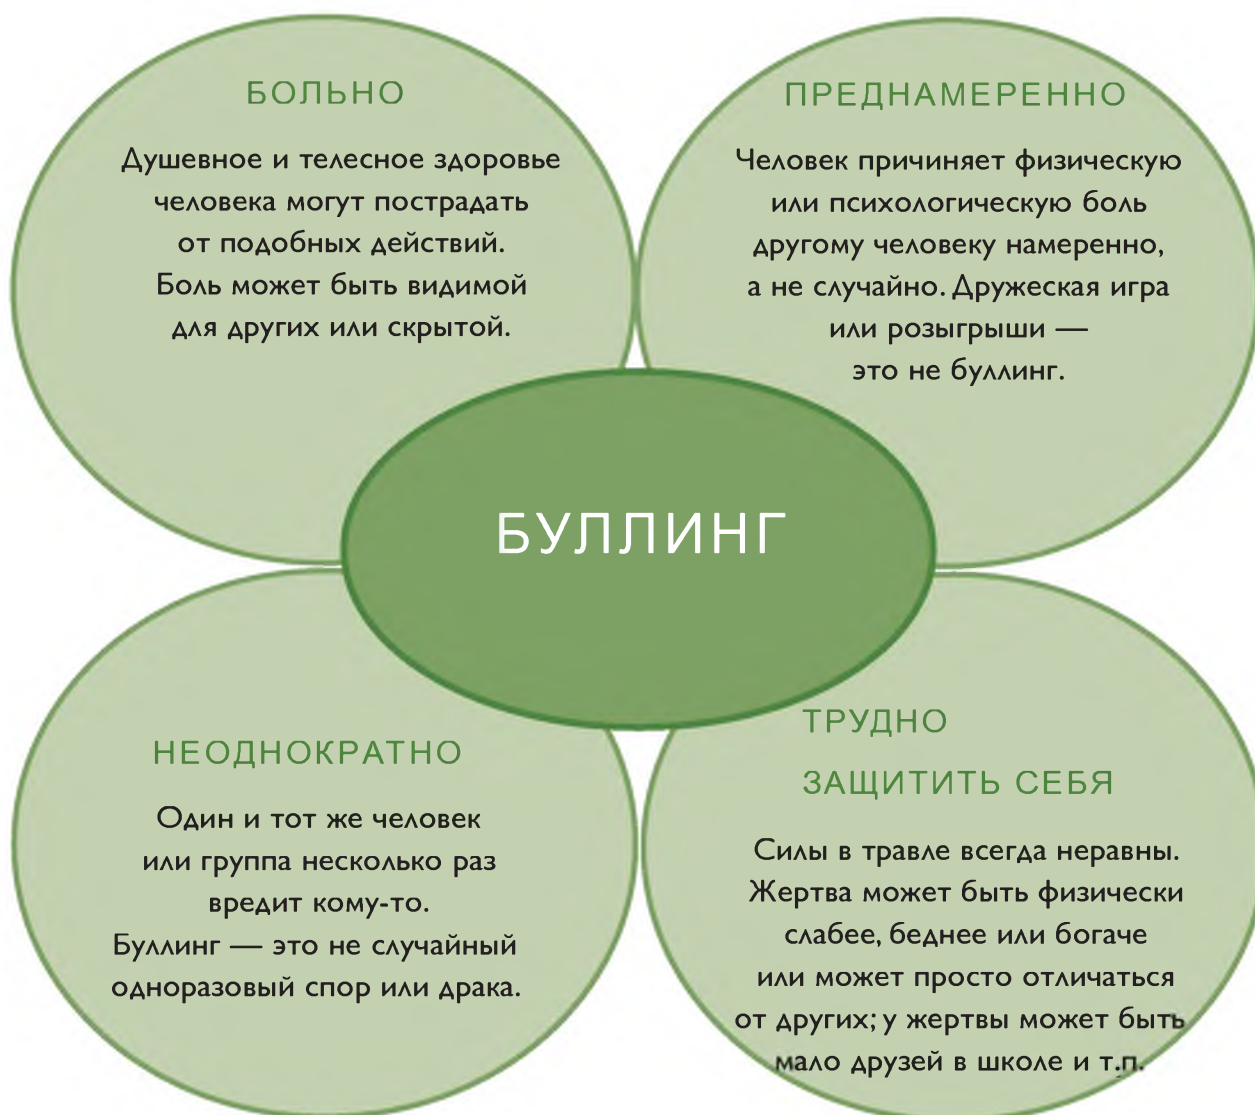 БОЛЬНО
Душевное и телесное здоровье
человека могут пострадать
от подобных действий.
Боль может быть видимой
для других или скрытой.
ПРЕДНАМЕРЕННО
Человек причиняет физическую
или психологическую боль
другому человеку намеренно,
а не случайно. Дружеская игра
или розыгрыши —
это не буллинг.
БУЛЛИНГ
НЕОДНОКРАТНО
Один и тот же человек
или группа несколько раз
вредит кому-то.
Буллинг — это не случайный
одноразовый спор или драка.
ТРУДНО
ЗАЩИТИТЬ СЕБЯ
Силы в травле всегда неравны.
Жертва может быть физически
слабее, беднее или богаче
или может просто отличаться
от других; у жертвы может быть
мало друзей в школе и т.п.